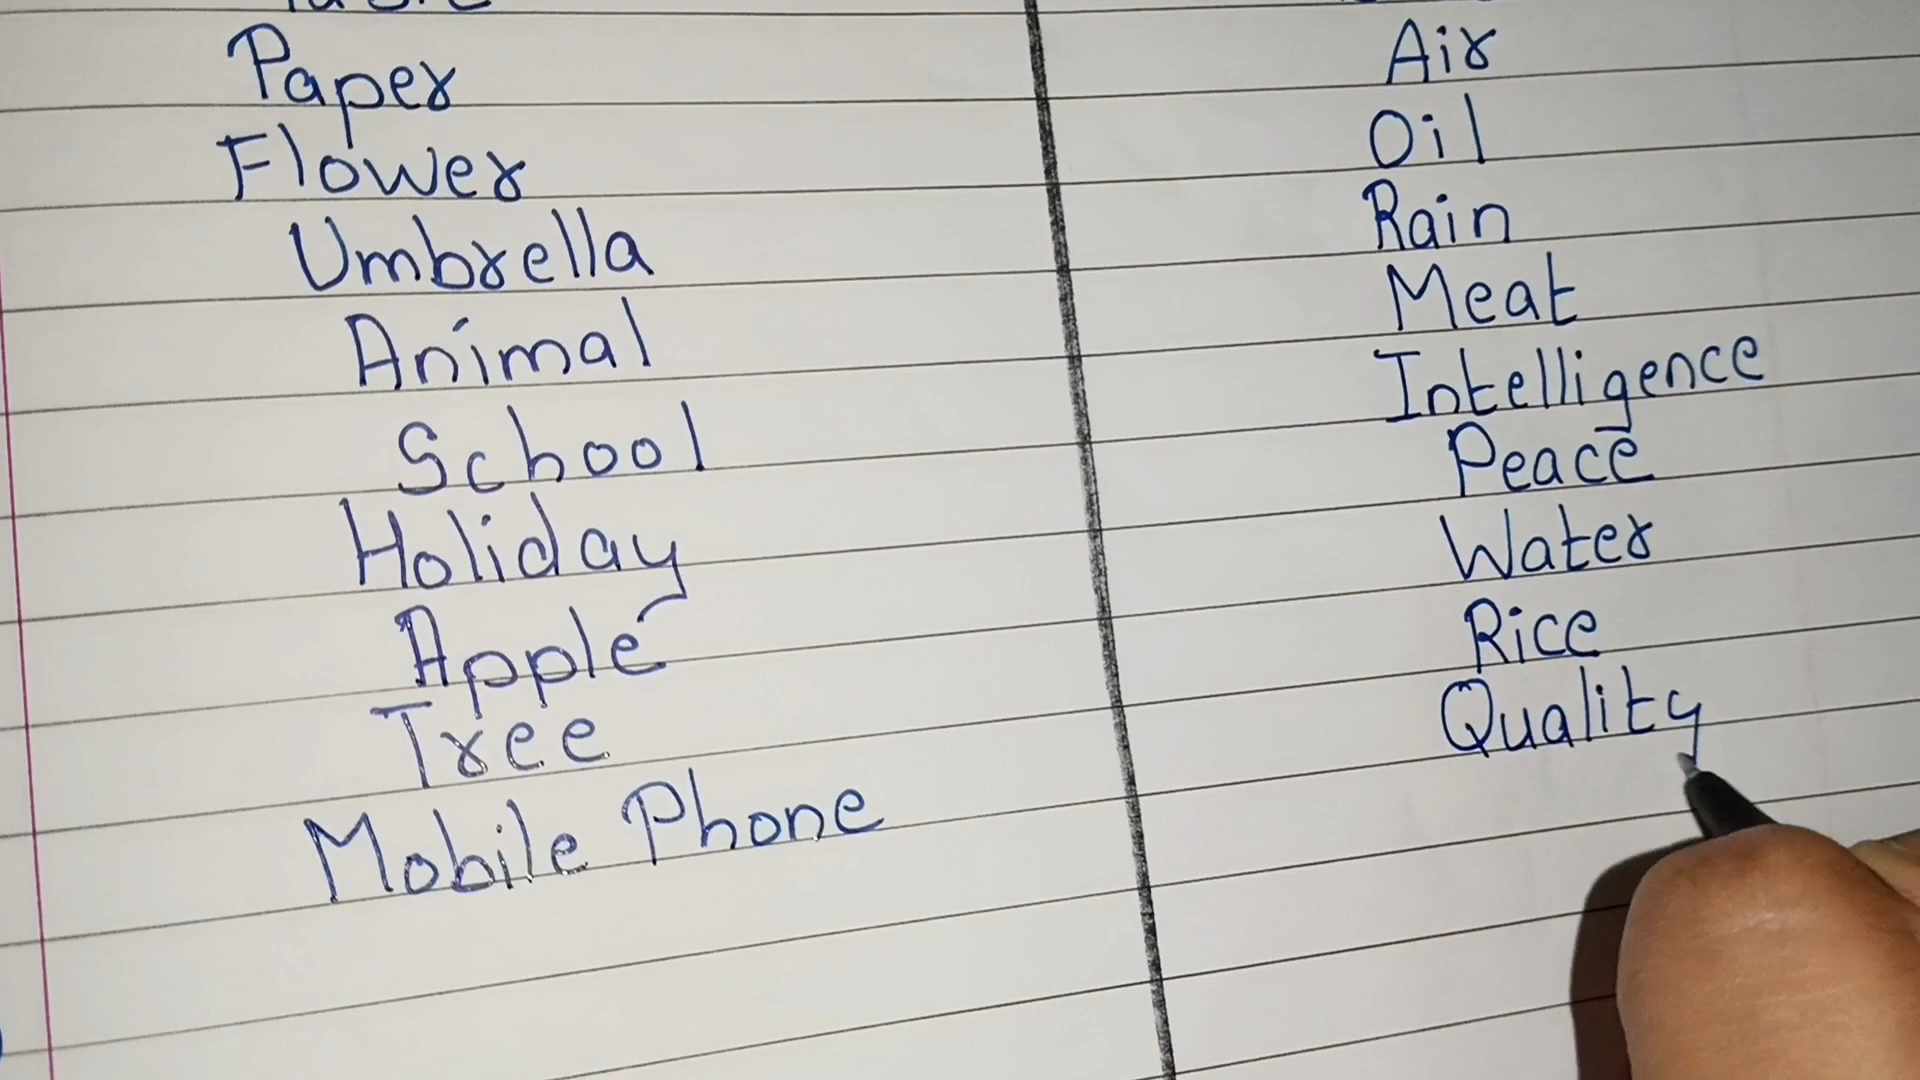 Paper
Flower
Umbrella
Animal
School
Holiday
Apple
Tree
Mobile Phone
Air
Oil
Rain
Meat
Intelligence
Peace
Water
Rice
Quality